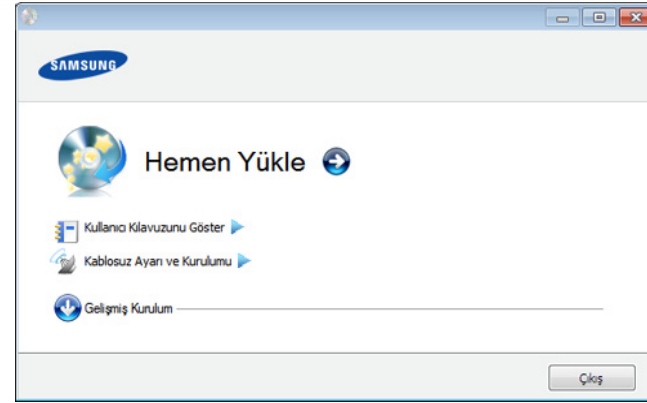 SAMSUNG
Hemen Yükle
Kullanıcı Kılavuzunu Göster
Kablosuz Ayarı ve Kurulumu
Gelişmiş Kurulum
Çıkış